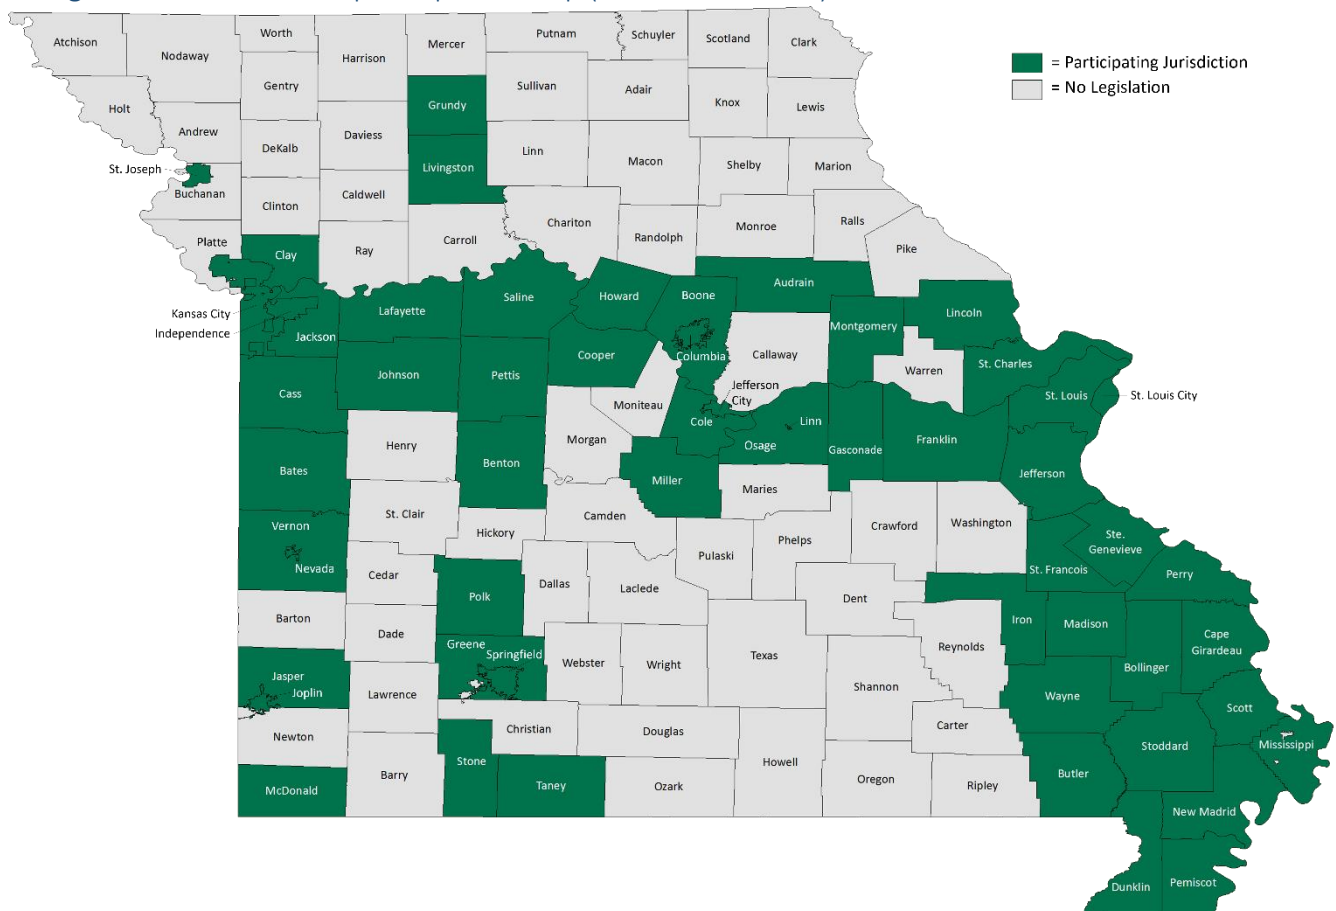 Atchison
Nodaway
Worth
Harrison
Mercer
Putnam
Schuyler
Scotland
Clark
Gentry
Sullivan
Adair
Knox
Lewis
Holt
Andrew
DeKalb
Daviess
Grundy
Linn
Macon
Shelby
Marion
St. Joseph
Buchanan
Clinton
Caldwell
Livingston
Chariton
Randolph
Monroe
Ralls
Pike
Platte
Clay
Ray
Carroll
= Participating Jurisdiction
= No Legislation
Kansas City
Independence
Jackson
Lafayette
Saline
Howard
Boone
Audrain
Montgomery
Lincoln
Cass
Johnson
Pettis
Cooper
Columbia
Callaway
Warren
St. Charles
St. Louis
St. Louis City
Moniteau
Jefferson
City
Cole
Osage
Linn
Gasconade
Franklin
Jefferson
Henry
Benton
Morgan
Miller
Maries
Bates
St. Clair
Hickory
Camden
Pulaski
Phelps
Crawford
Washington
Ste.
Genevieve
St. Francois
Perry
Vernon
Nevada
Cedar
Polk
Dallas
Laclede
Dent
Iron
Madison
Bollinger
Cape
Girardeau
Barton
Dade
Greene
Springfield
Webster
Wright
Texas
Shannon
Reynolds
Wayne
Scott
Jasper
Joplin
Lawrence
Christian
Douglas
Howell
Carter
Butler
Stoddard
Mississippi
Newton
McDonald
Barry
Stone
Taney
Ozark
Oregon
Ripley
New Madrid
Dunklin
Pemiscot